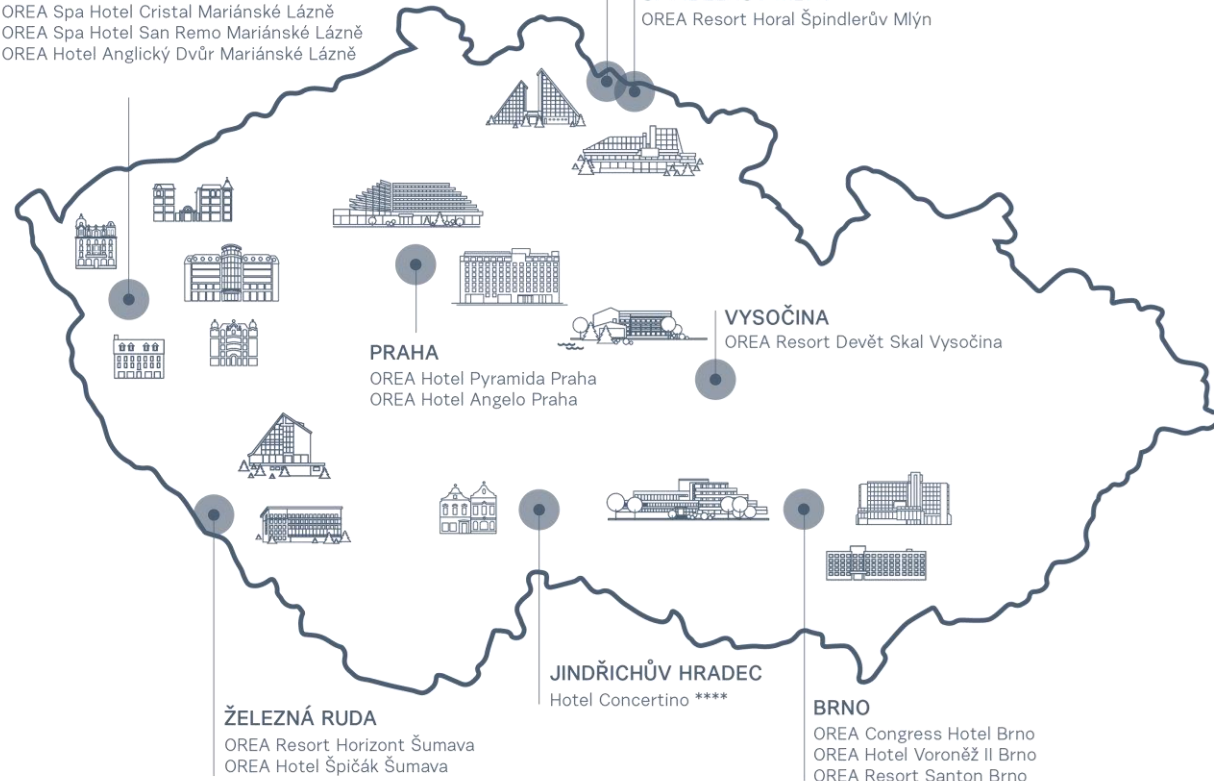 OREA Spa Hotel Cristal Mariánské Lázně
OREA Spa Hotel San Remo Mariánské Lázně
OREA Hotel Anglický Dvůr Mariánské Lázně
OREA Resort Horal Špindlerův Mlýn
VYSOČINA
OREA Resort Devět Skal Vysočina
PRAHA
OREA Hotel Pyramida Praha
OREA Hotel Angelo Praha
JINDŘICHŮV HRADEC
Hotel Concertino ****
ŽELEZNÁ RUDA
OREA Resort Horizont Šumava
OREA Hotel Špičák Šumava
BRNO
OREA Congress Hotel Brno
OREA Hotel Voroněž II Brno
OREA Resort Santon Brno